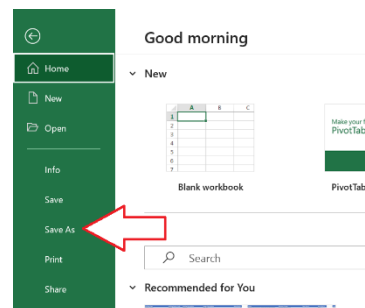 Good morning
Home
New
New
Open
A B C
1
2
3
4
5
6
7
Make your f
PivotTab
Info
Blank workbook
PivotTab
Save
Save As
Print
Search
Share
Recommended for You